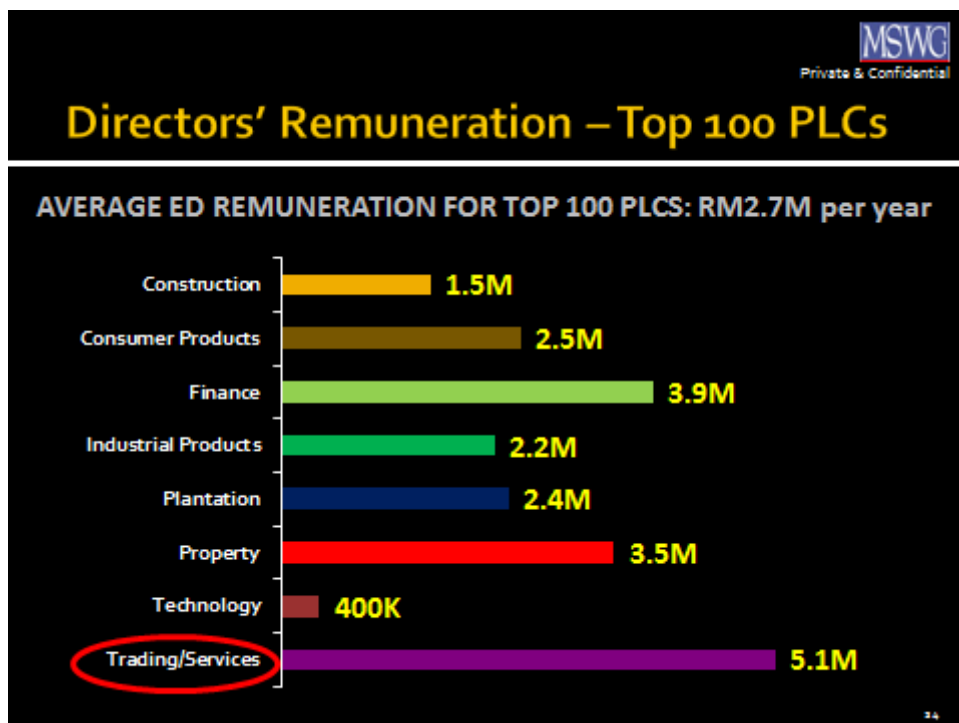 MSWG
Private & Confidential
Directors' Remuneration – Top 100 PLCs
AVERAGE ED REMUNERATION FOR TOP 100 PLCS: RM2.7M per year
Construction 1.5M
Consumer Products 2.5M
Finance 3.9M
Industrial Products 2.2M
Plantation 2.4M
Property 3.5M
Technology 400K
Trading/Services 5.1M